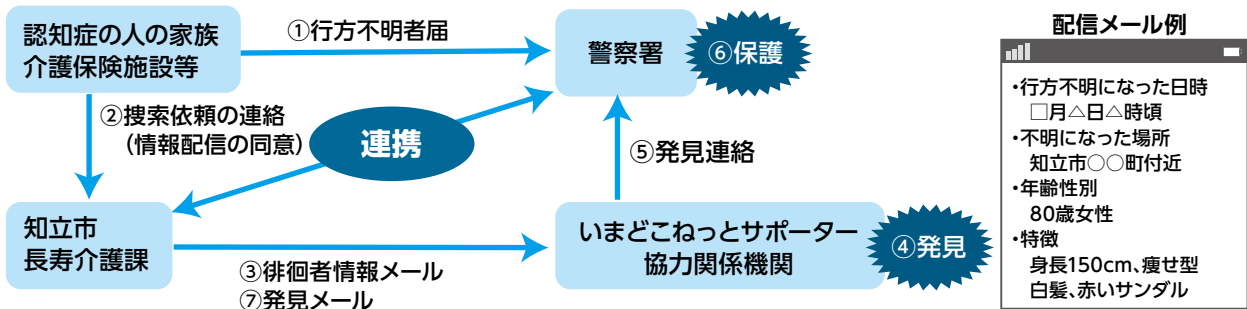 認知症の人の家族
介護保険施設等
①行方不明者届
警察署
⑥保護
②捜索依頼の連絡
(情報配信の同意)
連携
⑤発見連絡
知立市
長寿介護課
③徘徊者情報メール
⑦発見メール
いまどこねっとサポーター
協力関係機関
④発見
配信メール例
・行方不明になった日時
□月△日△時頃
・不明になった場所
知立市○○町付近
・年齢性別
80歳女性
・特徴
身長150cm、痩せ型
白髪、赤いサンダル